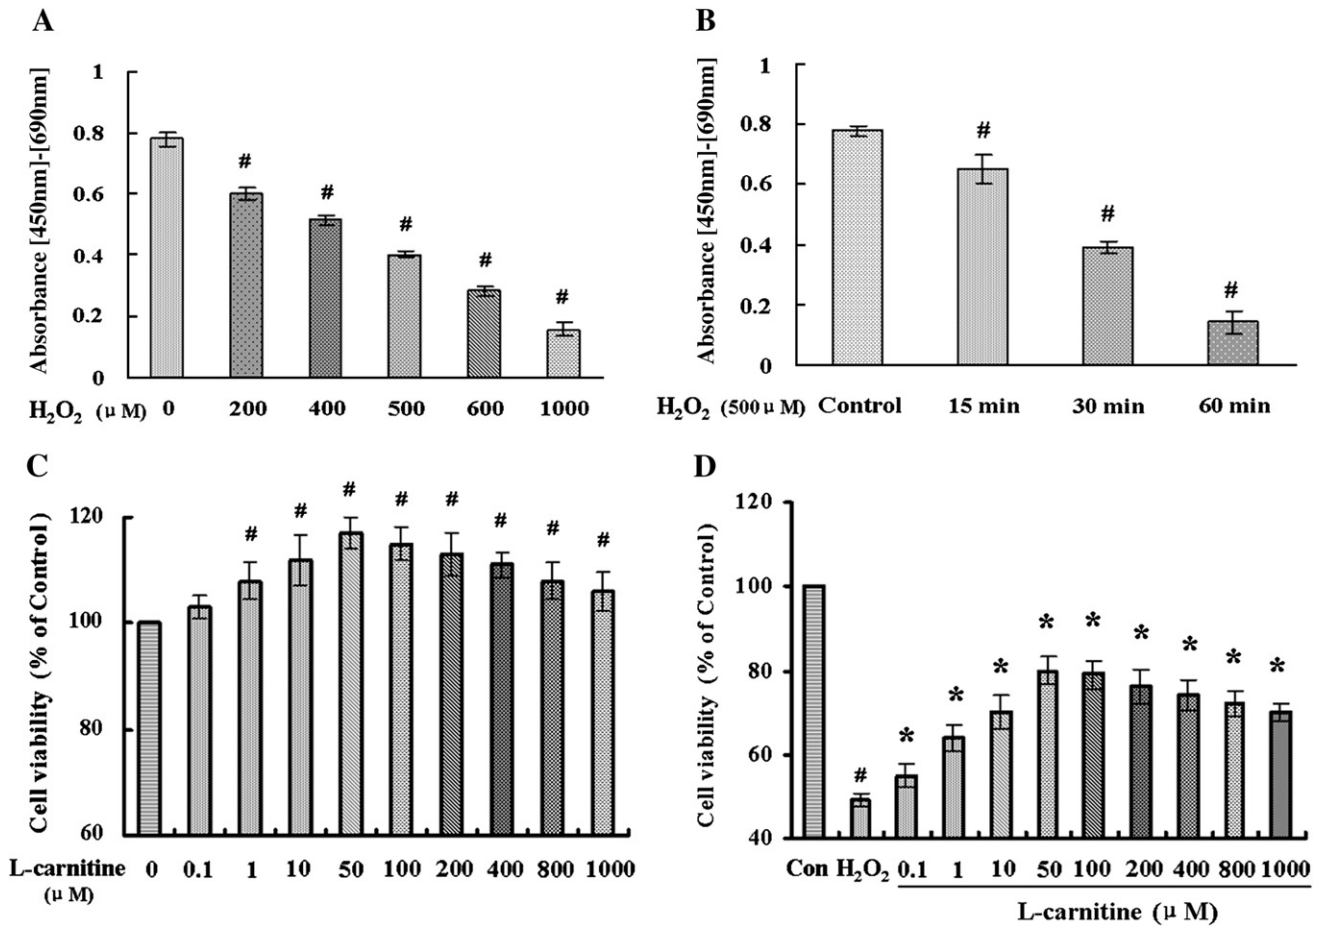 A
Absorbance [450nm]-[690nm]
1
0.8
0.6
0.4
0.2
0
# # # # #
H₂O₂ (μM) 0 200 400 500 600 1000
B
Absorbance [450nm]-[690nm]
1
0.8
0.6
0.4
0.2
0
# # #
H₂O₂ (500μM) Control 15 min 30 min 60 min
C
Cell viability (% of Control)
120
100
80
60
# # # # # # # #
L-carnitine 0 0.1 1 10 50 100 200 400 800 1000
(μM)
D
Cell viability (% of Control)
120
100
80
60
40
# * * * * * * * * *
Con H₂O₂ 0.1 1 10 50 100 200 400 800 1000
L-carnitine (μM)